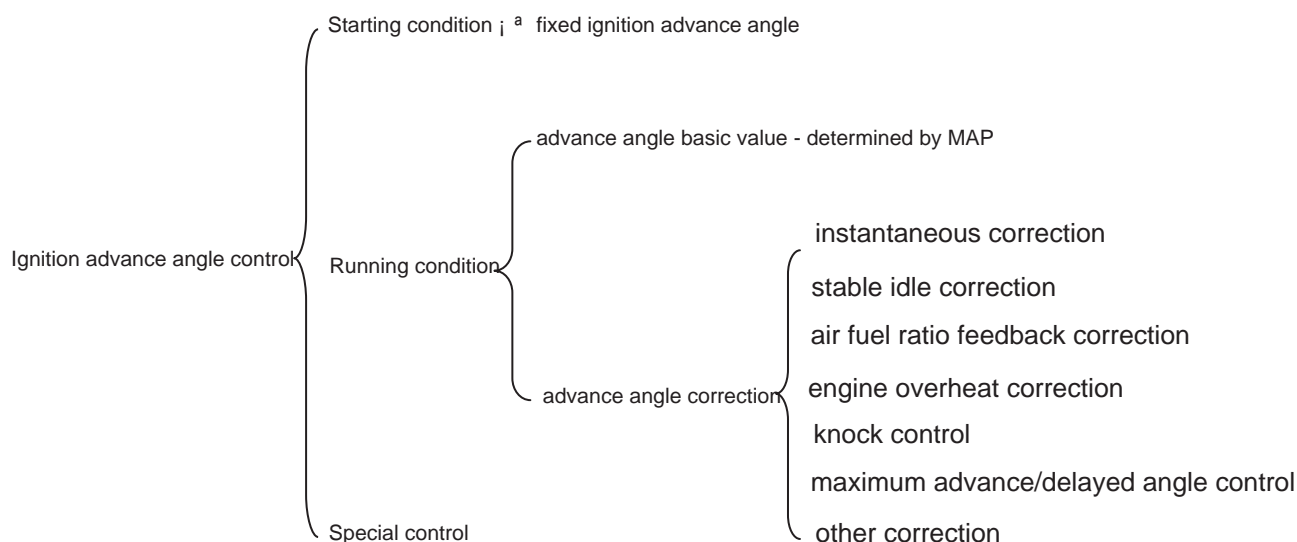 Starting condition ¡ ª fixed ignition advance angle
advance angle basic value - determined by MAP
Ignition advance angle control
Running condition
instantaneous correction
stable idle correction
air fuel ratio feedback correction
advance angle correction
engine overheat correction
knock control
maximum advance/delayed angle control
Special control
other correction